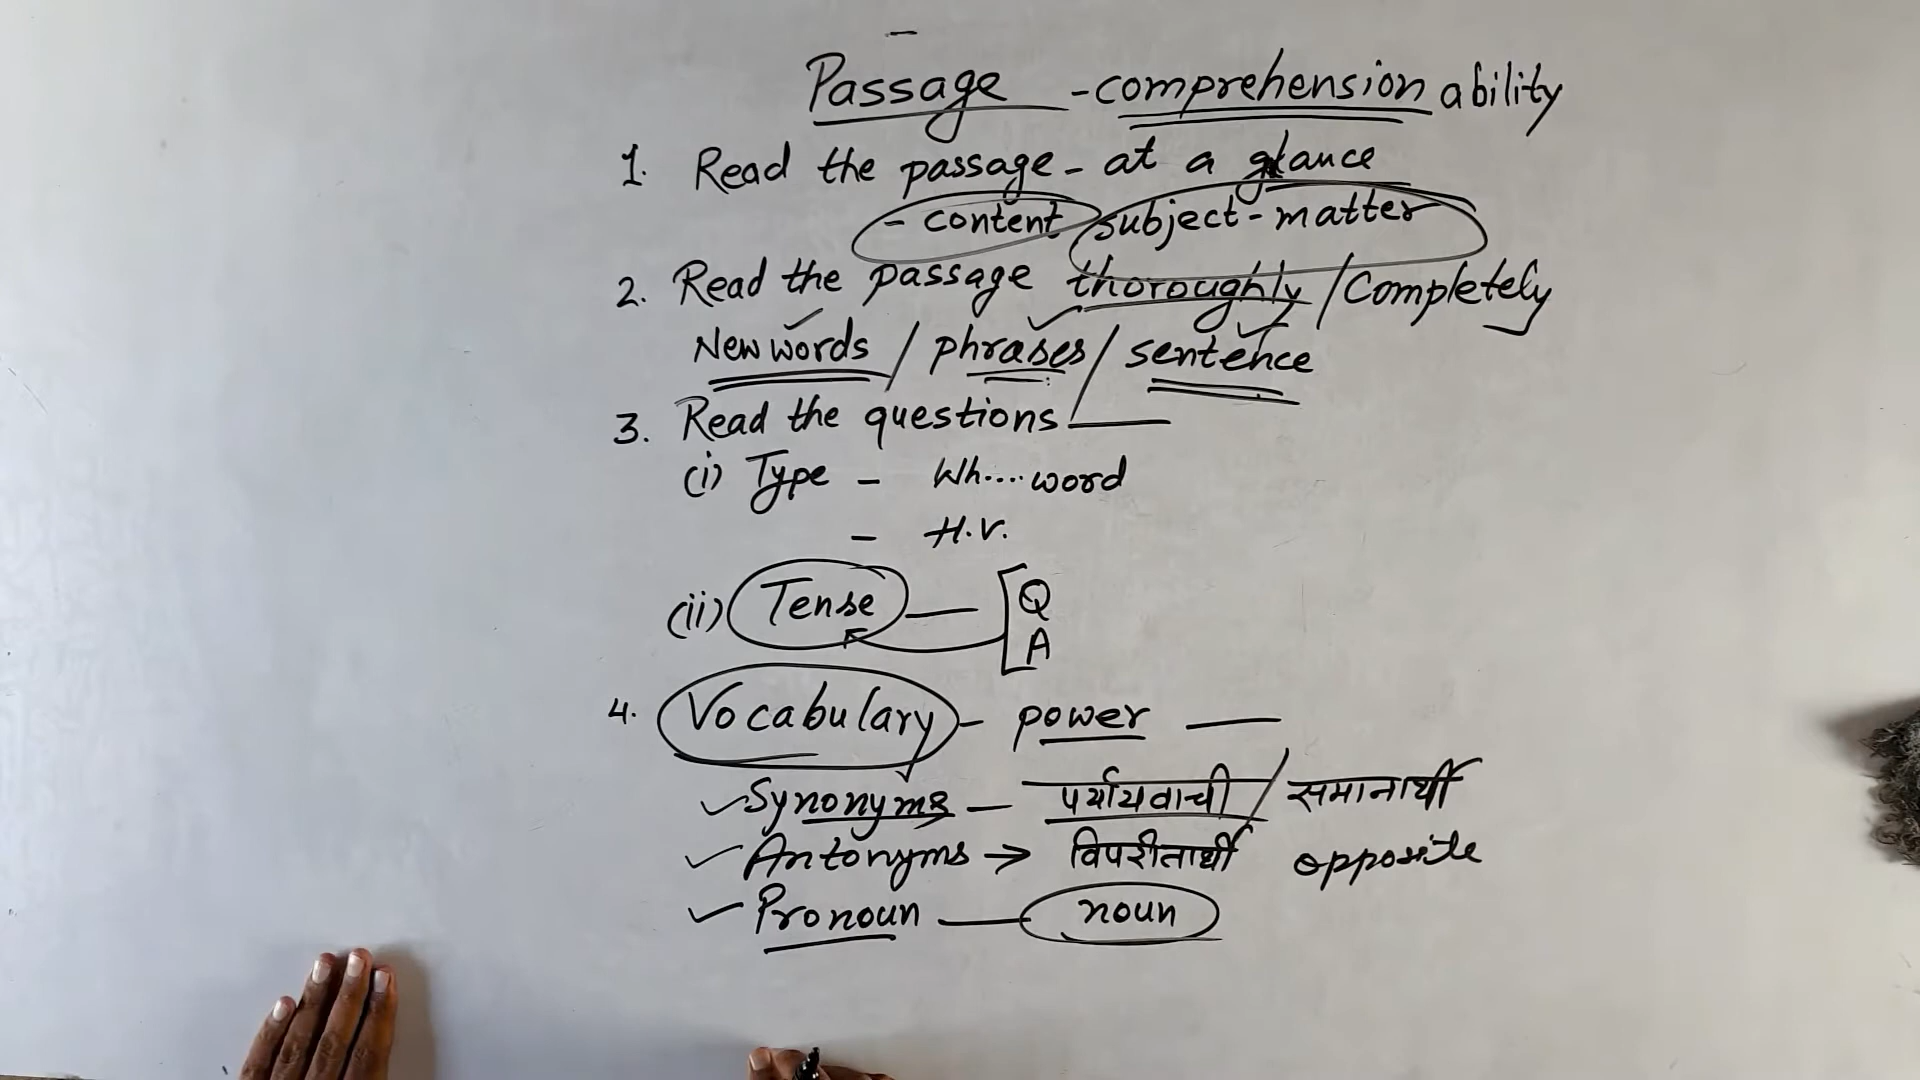 Passage - comprehension ability
1. Read the passage - at a glance
- content subject-matter
2. Read the passage thoroughly / Completely
New words / phrases / sentence
3. Read the questions
(i) Type - Wh.... word
- H.V.
(ii) Tense Q
A
4. Vocabulary - power
Synonyms - पर्यायवाची / समानार्थी
Antonyms → विपरीतार्थी opposite
Pronoun noun